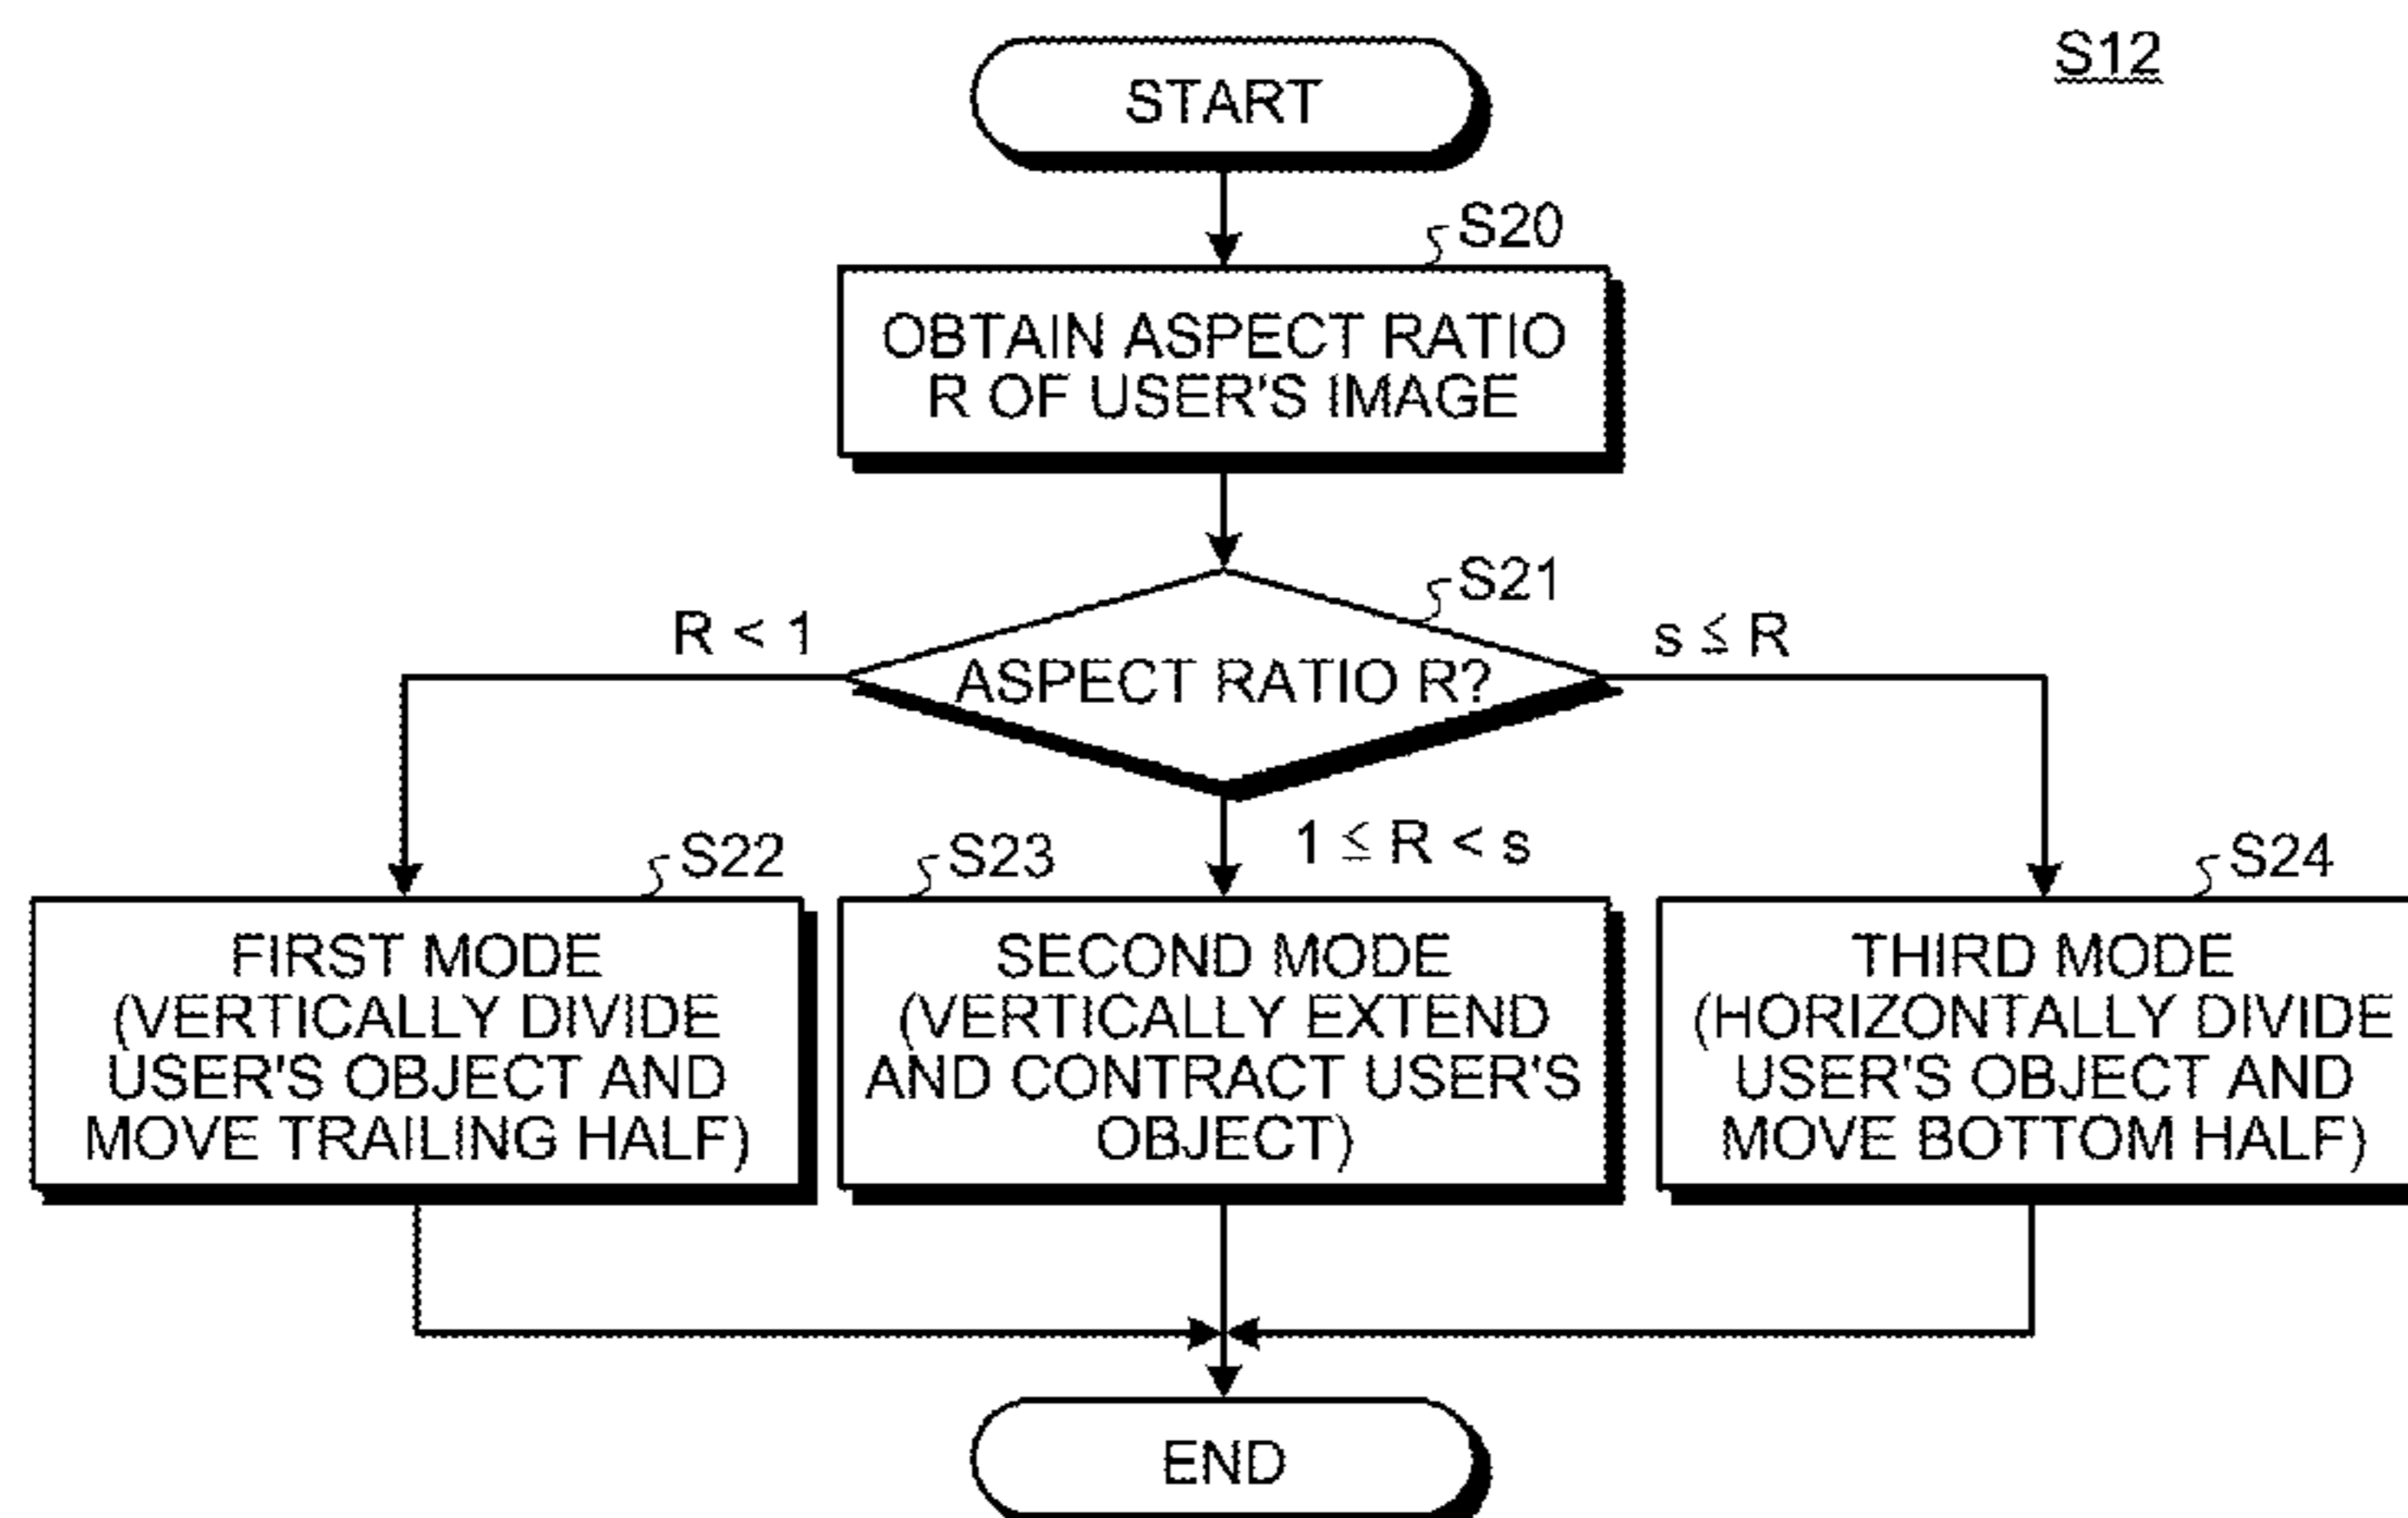 S12
START
S20
OBTAIN ASPECT RATIO
R OF USER'S IMAGE
S21
R < 1
s ≤ R
ASPECT RATIO R?
1 ≤ R < s
S22
FIRST MODE
(VERTICALLY DIVIDE
USER'S OBJECT AND
MOVE TRAILING HALF)
S23
SECOND MODE
(VERTICALLY EXTEND
AND CONTRACT USER'S
OBJECT)
S24
THIRD MODE
(HORIZONTALLY DIVIDE
USER'S OBJECT AND
MOVE BOTTOM HALF)
END